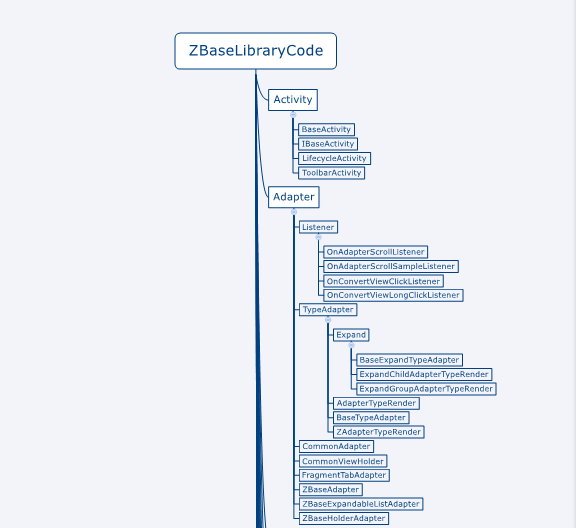 ZBaseLibraryCode
Activity
BaseActivity
IBaseActivity
LifecycleActivity
ToolbarActivity
Adapter
Listener
OnAdapterScrollListener
OnAdapterScrollSampleListener
OnConvertViewClickListener
OnConvertViewLongClickListener
TypeAdapter
Expand
BaseExpandTypeAdapter
ExpandChildAdapterTypeRender
ExpandGroupAdapterTypeRender
AdapterTypeRender
BaseTypeAdapter
ZAdapterTypeRender
CommonAdapter
CommonViewHolder
FragmentTabAdapter
ZBaseAdapter
ZBaseExpandableListAdapter
ZBaseHolderAdapter